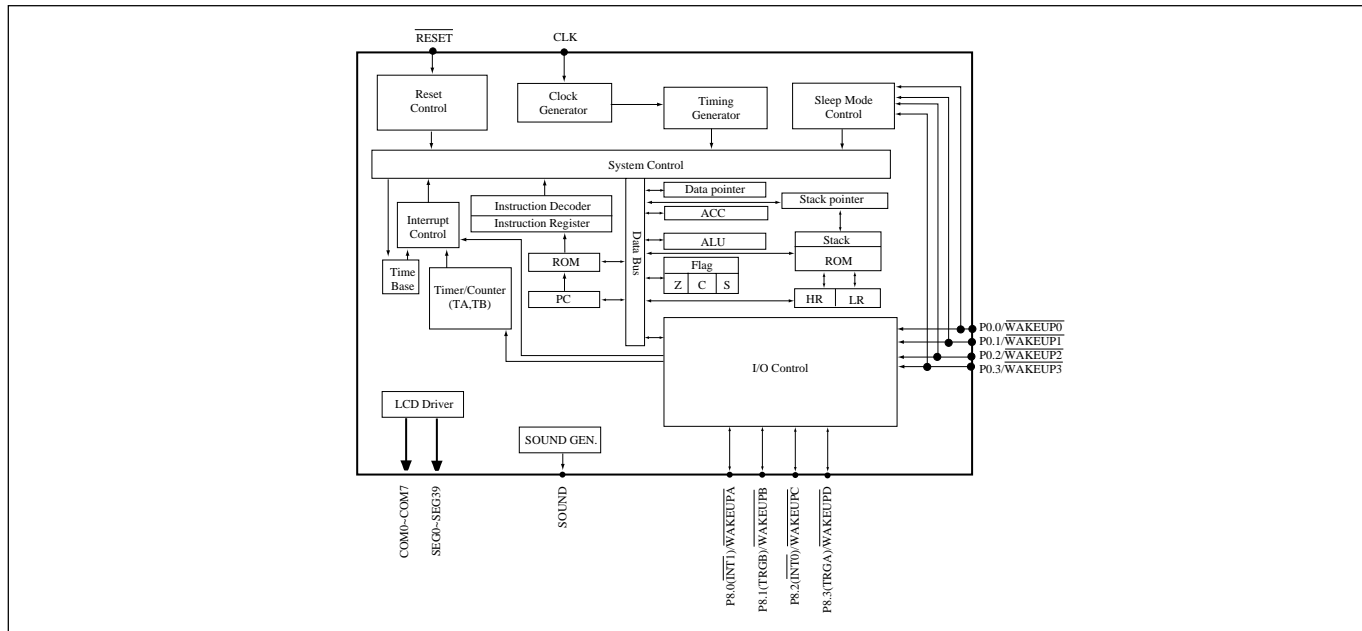 RESET
CLK
Reset
Control
Clock
Generator
Timing
Generator
Sleep Mode
Control
System Control
Data pointer
Stack pointer
Instruction Decoder
Instruction Register
ACC
Interrupt
Control
Data Bus
ALU
Stack
ROM
ROM
Flag
Z C S
Time
Base
Timer/Counter
(TA,TB)
PC
HR LR
P0.0/WAKEUP0
P0.1/WAKEUP1
P0.2/WAKEUP2
P0.3/WAKEUP3
I/O Control
LCD Driver
SOUND GEN.
COM0~COM7
SEG0~SEG39
SOUND
P8.0(INT1)/WAKEUPA
P8.1(TRGB)/WAKEUPB
P8.2(INT0)/WAKEUPC
P8.3(TRGA)/WAKEUPD